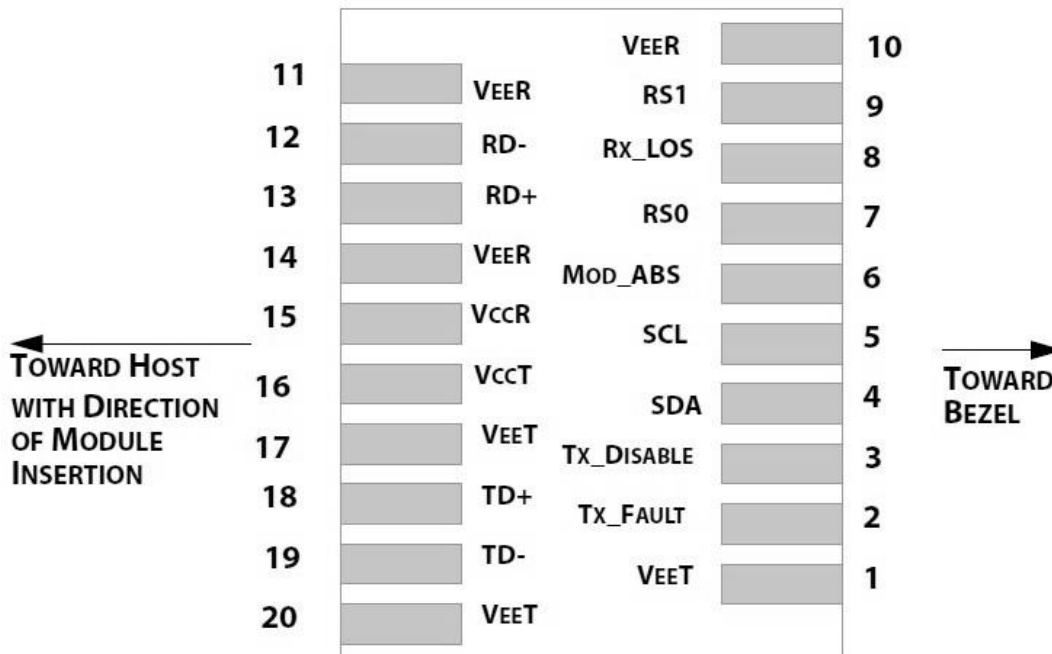 11 VEER
12 RD-
13 RD+
14 VEER
15 VCCR
16 VCCT
17 VEET
18 TD+
19 TD-
20 VEET
VEER 10
RS1 9
RX_LOS 8
RS0 7
MOD_ABS 6
SCL 5
SDA 4
TX_DISABLE 3
TX_FAULT 2
VEET 1
TOWARD HOST
WITH DIRECTION
OF MODULE
INSERTION
TOWARD
BEZEL